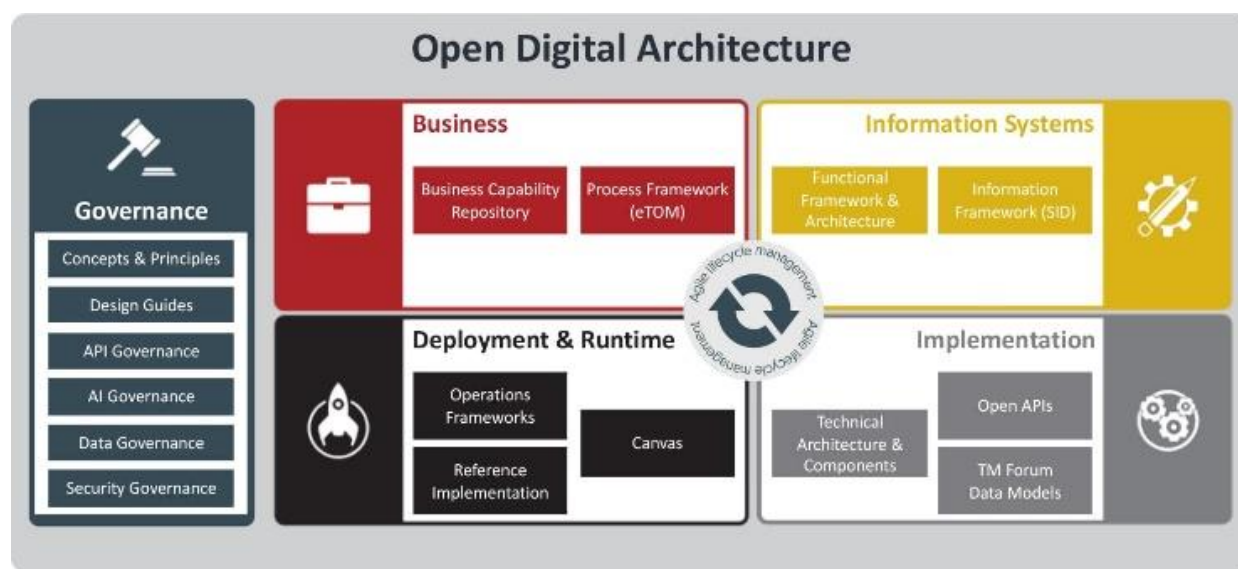 Open Digital Architecture
Governance
Concepts & Principles
Design Guides
API Governance
AI Governance
Data Governance
Security Governance
Business
Business Capability
Repository
Process Framework
(eTOM)
Information Systems
Functional
Framework &
Architecture
Information
Framework (SID)
Agile lifecycle management
Agile lifecycle management
Deployment & Runtime
Operations
Frameworks
Reference
Implementation
Canvas
Implementation
Technical
Architecture &
Components
Open APIs
TM Forum
Data Models